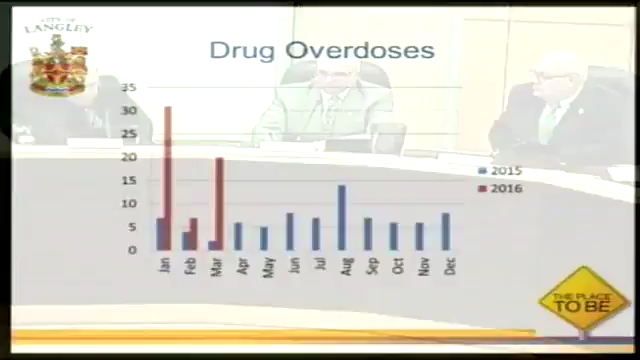 CITY OF
LANGLEY
Drug Overdoses
35
30
25
20
15
10
5
0
Jan
Feb
Mar
Apr
May
Jun
Jul
Aug
Sep
Oct
Nov
Dec
2015
2016
THE PLACE
TO BE